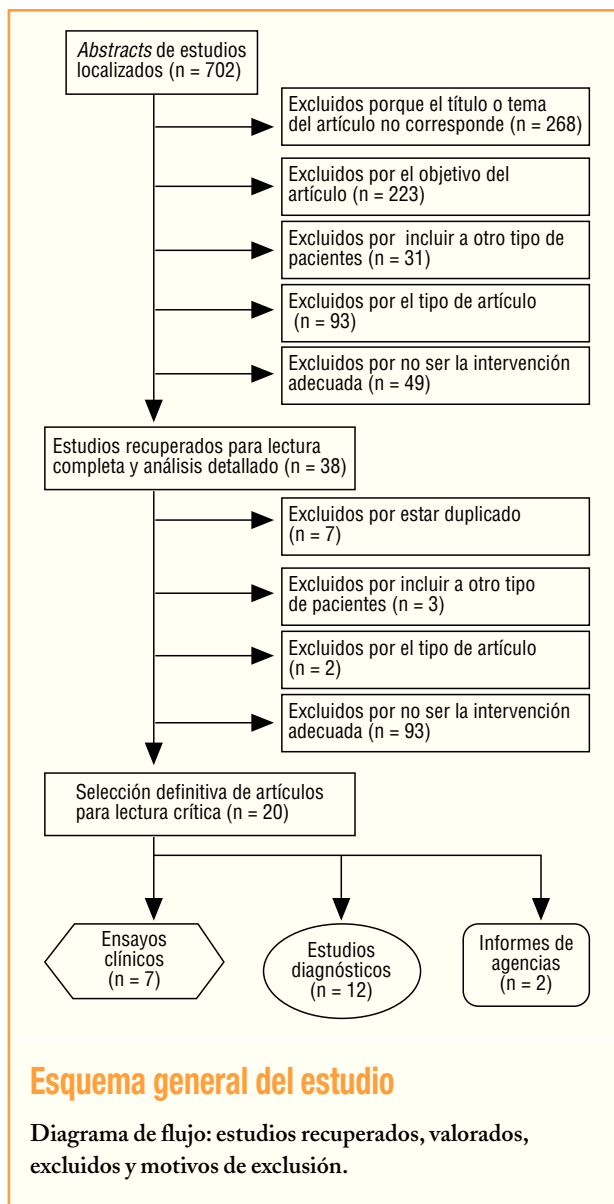 Abstracts de estudios
localizados (n = 702)
Excluidos porque el título o tema
del artículo no corresponde (n = 268)
Excluidos por el objetivo del
artículo (n = 223)
Excluidos por incluir a otro tipo de
pacientes (n = 31)
Excluidos por el tipo de artículo
(n = 93)
Excluidos por no ser la intervención
adecuada (n = 49)
Estudios recuperados para lectura
completa y análisis detallado (n = 38)
Excluidos por estar duplicado
(n = 7)
Excluidos por incluir a otro tipo
de pacientes (n = 3)
Excluidos por el tipo de artículo
(n = 2)
Excluidos por no ser la intervención
adecuada (n = 93)
Selección definitiva de artículos
para lectura crítica (n = 20)
Ensayos
clínicos
(n = 7)
Estudios
diagnósticos
(n = 12)
Informes de
agencias
(n = 2)
Esquema general del estudio
Diagrama de flujo: estudios recuperados, valorados,
excluidos y motivos de exclusión.